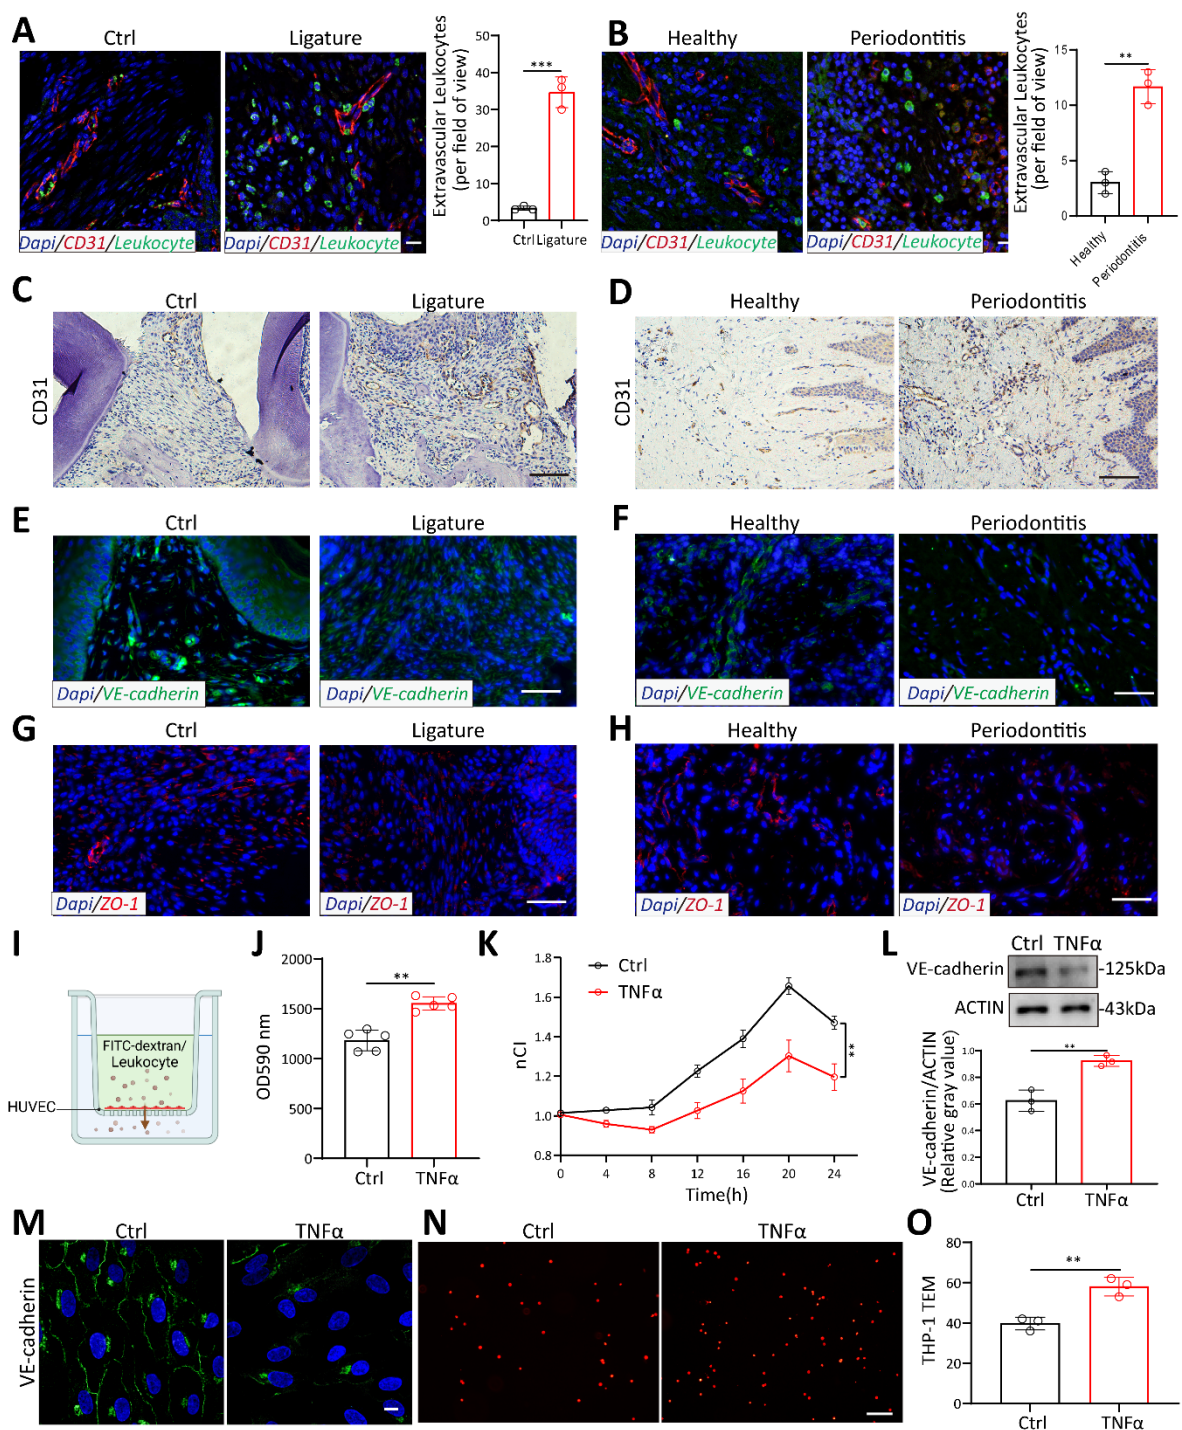 A
Ctrl
Ligature
Dapi/CD31/Leukocyte
Dapi/CD31/Leukocyte
Extravascular Leukocytes
(per field of view)
50
40
30
20
10
0
***
Ctrl
Ligature
B
Healthy
Periodontitis
Dapi/CD31/Leukocyte
Dapi/CD31/Leukocyte
Extravascular Leukocytes
(per field of view)
15
10
5
0
**
Healthy
Periodontitis
C
Ctrl
Ligature
CD31
D
Healthy
Periodontitis
CD31
E
Ctrl
Ligature
Dapi/VE-cadherin
Dapi/VE-cadherin
F
Healthy
Periodontitis
Dapi/VE-cadherin
Dapi/VE-cadherin
G
Ctrl
Ligature
Dapi/ZO-1
Dapi/ZO-1
H
Healthy
Periodontitis
Dapi/ZO-1
Dapi/ZO-1
I
FITC-dextran/
Leukocyte
HUVEC
J
OD590 nm
2000
1500
1000
500
0
**
Ctrl
TNFα
K
nCI
1.8
1.6
1.4
1.2
1.0
0.8
Ctrl
TNFα
**
0 4 8 12 16 20 24
Time(h)
L
Ctrl TNFα
VE-cadherin -125kDa
ACTIN -43kDa
VE-cadherin/ACTIN
(Relative gray value)
1.0
0.8
0.6
0.4
0.2
0.0
**
Ctrl
TNFα
M
Ctrl
TNFα
VE-cadherin
N
Ctrl
TNFα
O
THP-1 TEM
80
60
40
20
0
**
Ctrl
TNFα